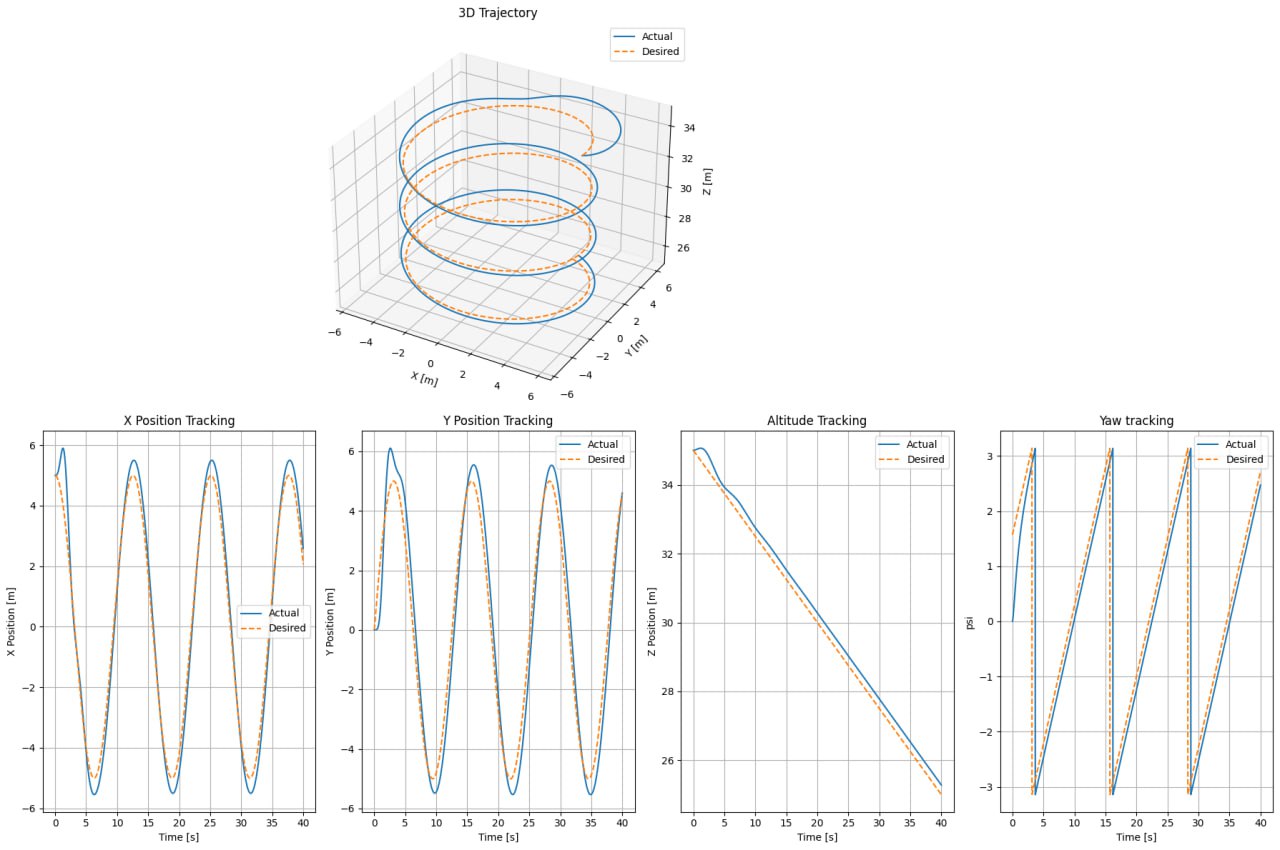 3D Trajectory
Actual
Desired
34
32
30
28
26
Z [m]
6
4
2
0
−2
−4
−6
Y [m]
−6
−4
−2
0
2
4
6
X [m]
X Position Tracking
6
4
2
0
−2
−4
−6
X Position [m]
Actual
Desired
0 5 10 15 20 25 30 35 40
Time [s]
Y Position Tracking
6
4
2
0
−2
−4
−6
Y Position [m]
Actual
Desired
0 5 10 15 20 25 30 35 40
Time [s]
Altitude Tracking
34
32
30
28
26
Z Position [m]
Actual
Desired
0 5 10 15 20 25 30 35 40
Time [s]
Yaw tracking
3
2
1
0
−1
−2
−3
psi
Actual
Desired
0 5 10 15 20 25 30 35 40
Time [s]